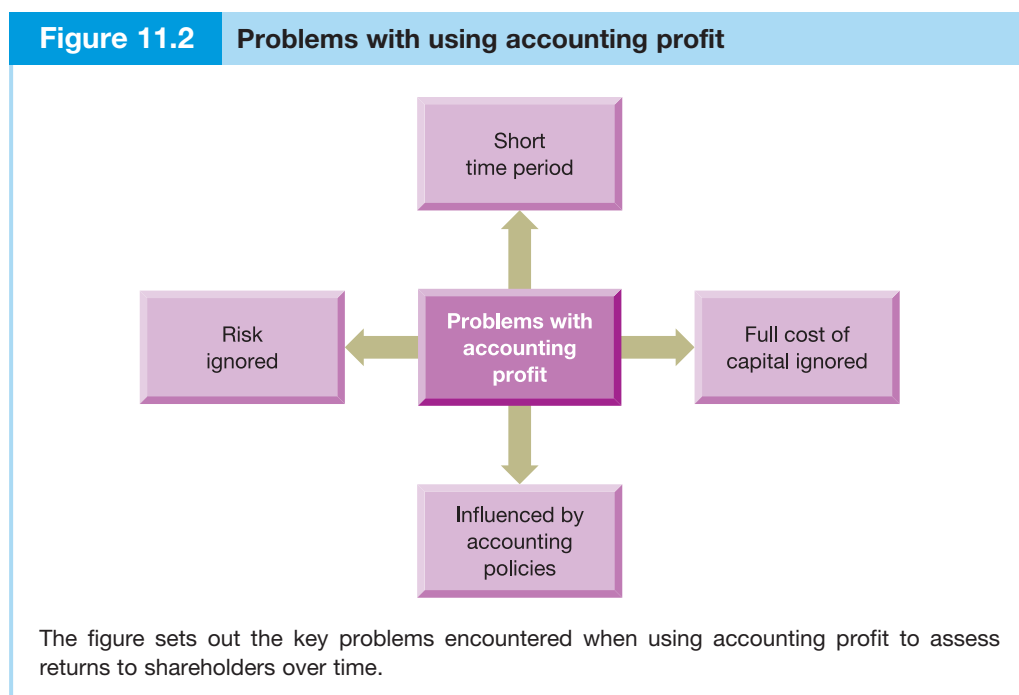 Figure 11.2 Problems with using accounting profit
Short
time period
Risk
ignored
Problems with
accounting
profit
Full cost of
capital ignored
Influenced by
accounting
policies
The figure sets out the key problems encountered when using accounting profit to assess
returns to shareholders over time.